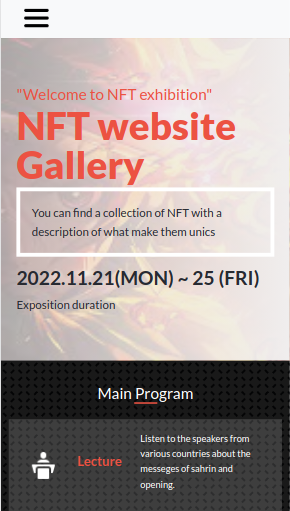 "Welcome to NFT exhibition"
NFT website
Gallery
You can find a collection of NFT with a
description of what make them unics
2022.11.21(MON) ~ 25 (FRI)
Exposition duration
Main Program
Lecture
Listen to the speakers from
various countries about the
messeges of sahrin and
opening.